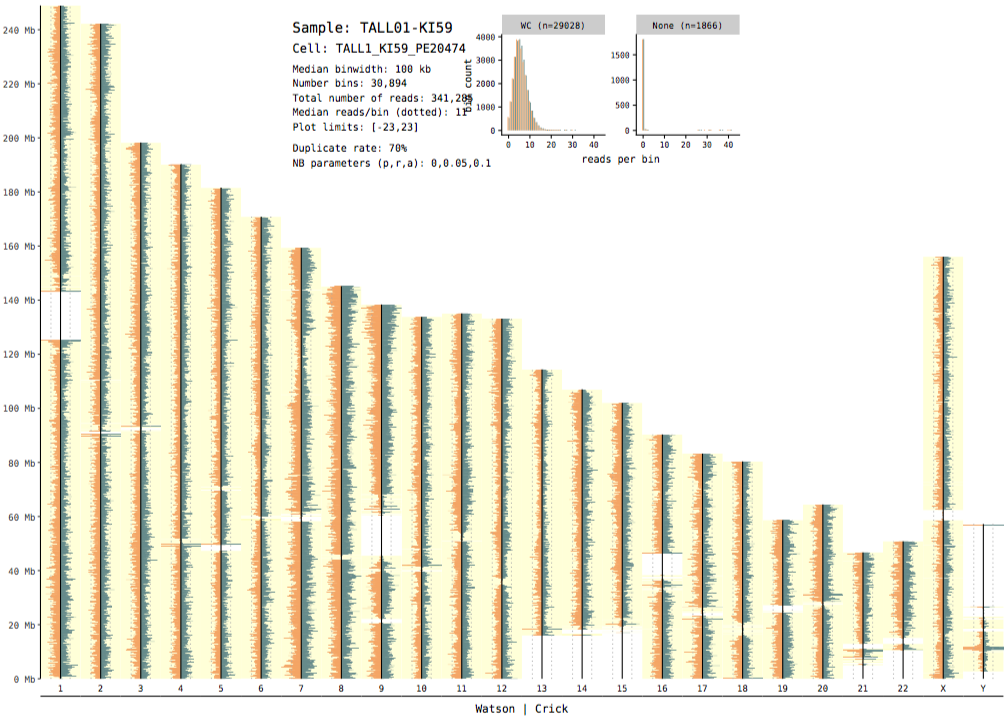 Sample: TALL01-KI59
Cell: TALL1_KI59_PE20474
Median binwidth: 100 kb
Number bins: 30,894
Total number of reads: 341,285
Median reads/bin (dotted): 11
Plot limits: [-23,23]
Duplicate rate: 70%
NB parameters (p,r,a): 0,0.05,0.1
WC (n=29028)
None (n=1866)
bin count
4000
3000
2000
1000
0
1500
1000
500
0
0 10 20 30 40
0 10 20 30 40
reads per bin
240 Mb
220 Mb
200 Mb
180 Mb
160 Mb
140 Mb
120 Mb
100 Mb
80 Mb
60 Mb
40 Mb
20 Mb
0 Mb
1 2 3 4 5 6 7 8 9 10 11 12 13 14 15 16 17 18 19 20 21 22 X Y
Watson | Crick